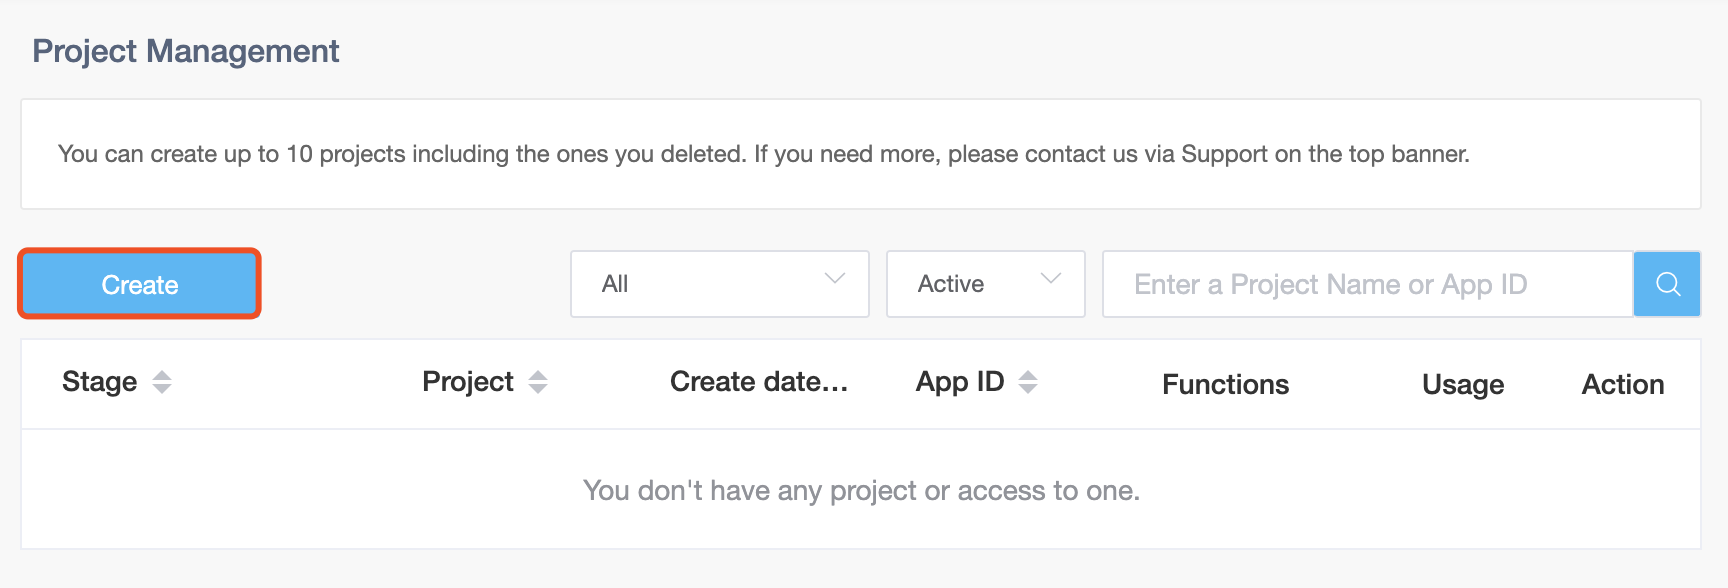 Project Management
You can create up to 10 projects including the ones you deleted. If you need more, please contact us via Support on the top banner.
Create
All
Active
Enter a Project Name or App ID
Stage Project Create date... App ID Functions Usage Action
You don't have any project or access to one.